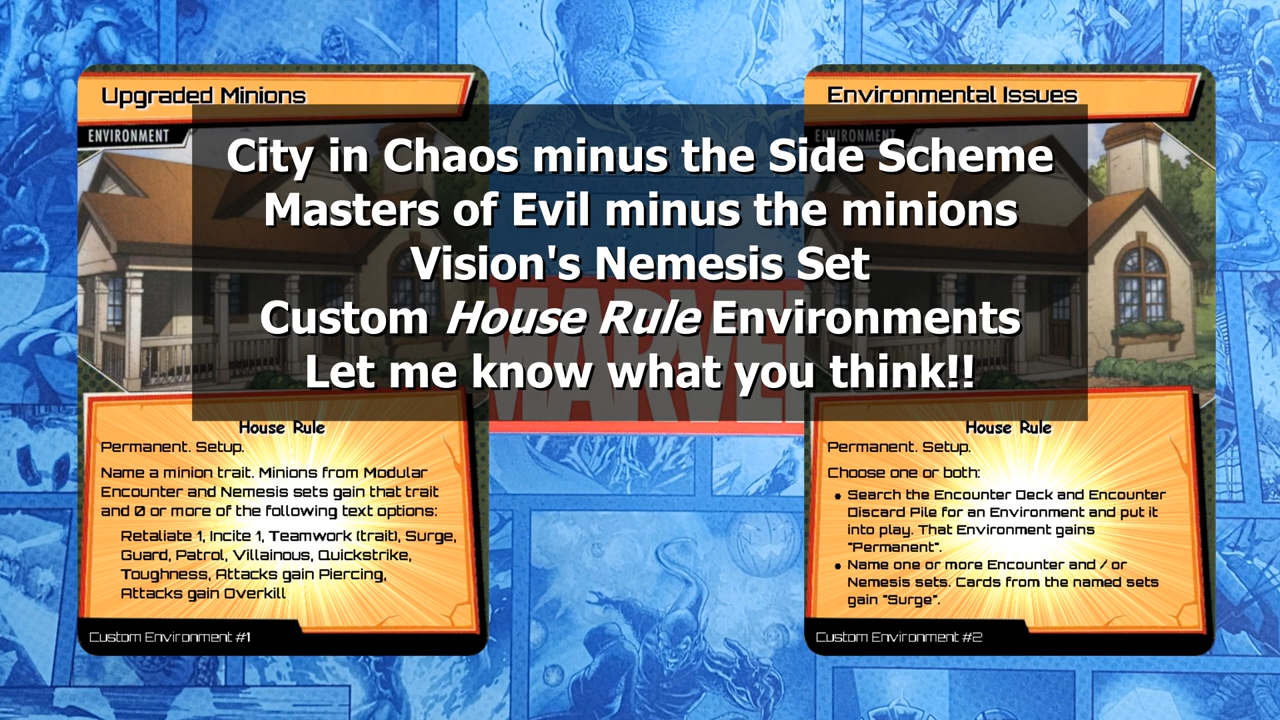 Upgraded Minions
ENVIRONMENT
Environmental Issues
ENVIRONMENT
City in Chaos minus the Side Scheme
Masters of Evil minus the minions
Vision's Nemesis Set
Custom House Rule Environments
Let me know what you think!!
MARVEL
House Rule
Permanent. Setup.
Name a minion trait. Minions from Modular
Encounter and Nemesis sets gain that trait
and 0 or more of the following text options:
Retaliate 1, Incite 1, Teamwork (trait), Surge,
Guard, Patrol, Villainous, Quickstrike,
Toughness, Attacks gain Piercing,
Attacks gain Overkill
Custom Environment #1
House Rule
Permanent. Setup.
Choose one or both:
• Search the Encounter Deck and Encounter
Discard Pile for an Environment and put it
into play. That Environment gains
"Permanent".
• Name one or more Encounter and / or
Nemesis sets. Cards from the named sets
gain "Surge".
Custom Environment #2